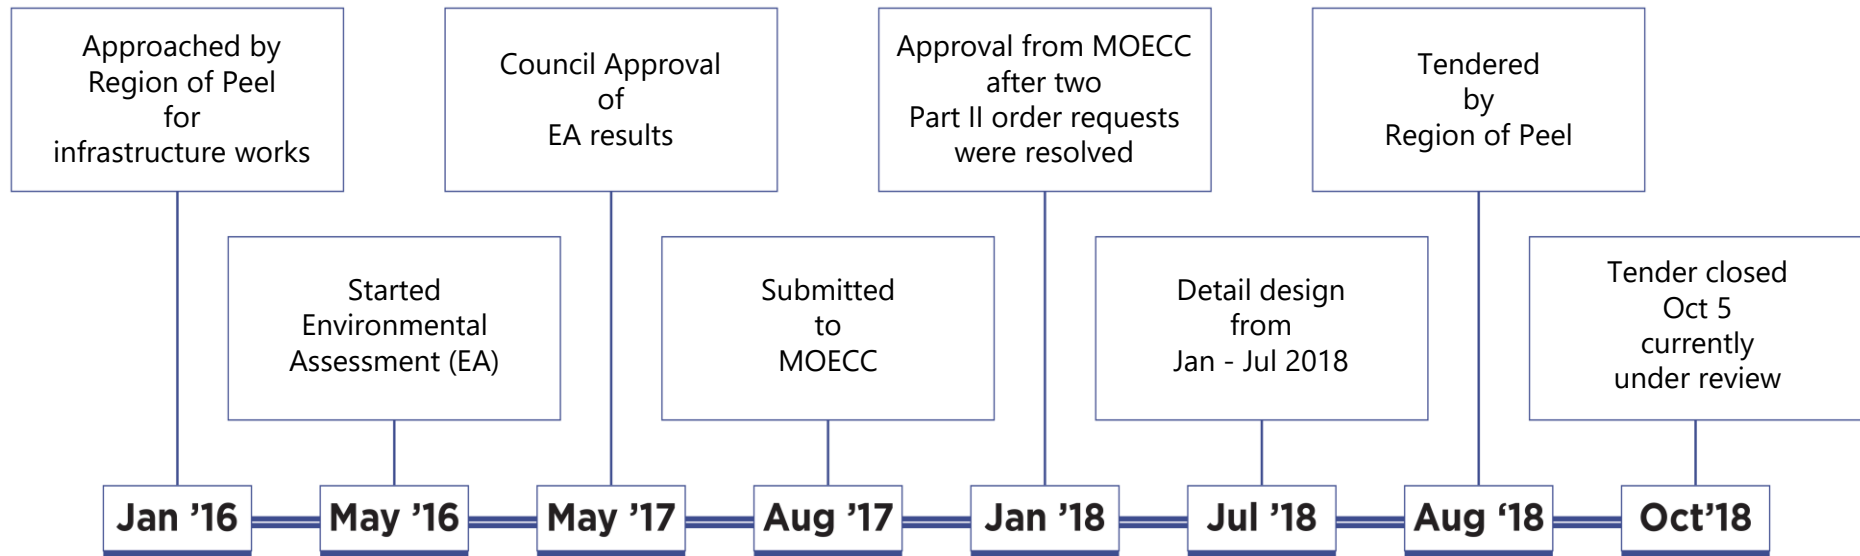 Approached by
Region of Peel
for
infrastructure works
Council Approval
of
EA results
Approval from MOECC
after two
Part II order requests
were resolved
Tendered
by
Region of Peel
Started
Environmental
Assessment (EA)
Submitted
to
MOECC
Detail design
from
Jan - Jul 2018
Tender closed
Oct 5
currently
under review
Jan ’16
May ’16
May ’17
Aug ’17
Jan ’18
Jul ’18
Aug ‘18
Oct’18